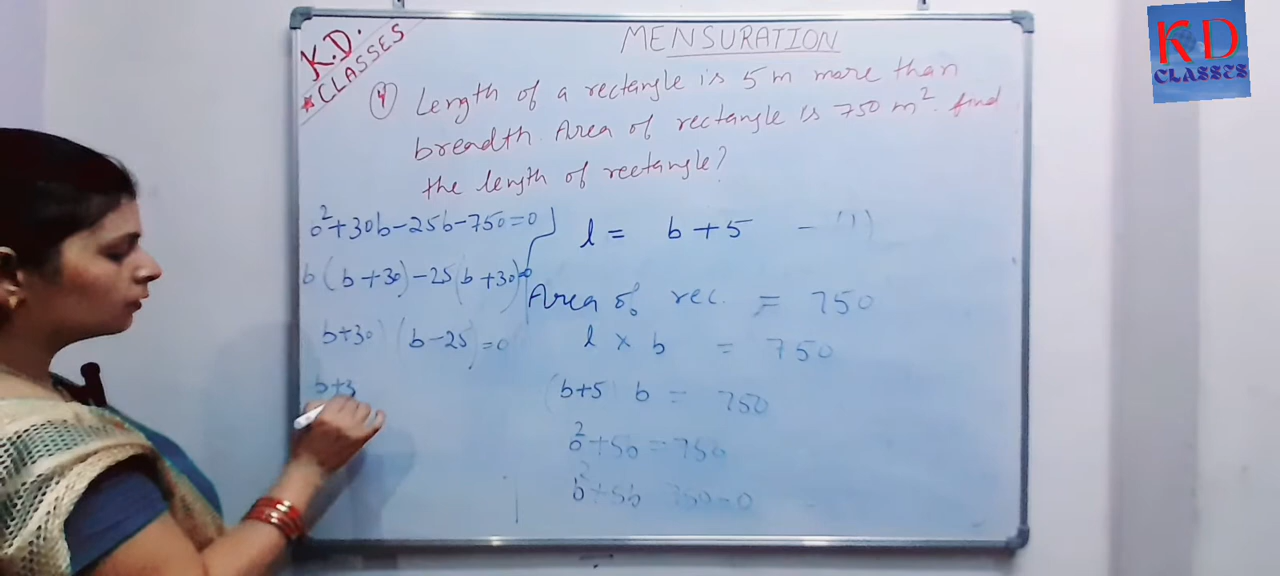 K.D.
★CLASSES
MENSURATION
KD
CLASSES
(4) Length of a rectangle is 5 m more than
breadth. Area of rectangle is 750 m². find
the length of rectangle?
b²+30b-25b-750=0
b(b+30)-25(b+30)=0
b+30) (b-25)=0
b+3
l = b+5 - (1)
Area of rec. = 750
l × b = 750
(b+5) b = 750
b²+5b=750
b²+5b 750=0